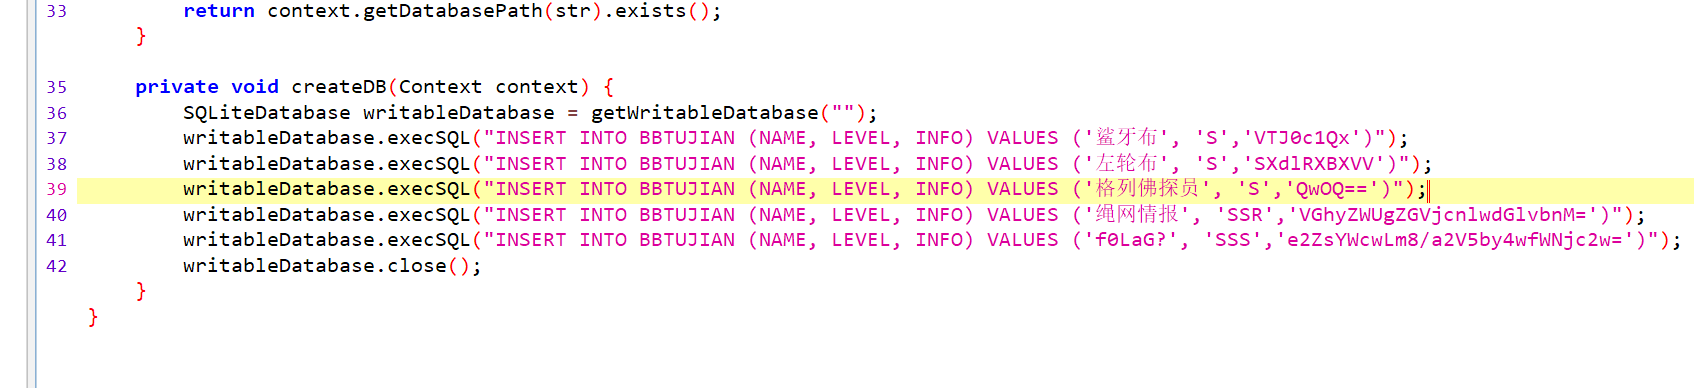 33 return context.getDatabasePath(str).exists();
}
35 private void createDB(Context context) {
36 SQLiteDatabase writableDatabase = getWritableDatabase("");
37 writableDatabase.execSQL("INSERT INTO BBTUJIAN (NAME, LEVEL, INFO) VALUES ('鲨牙布', 'S','VTJ0c1Qx')");
38 writableDatabase.execSQL("INSERT INTO BBTUJIAN (NAME, LEVEL, INFO) VALUES ('左轮布', 'S','SXdlRXBXVV')");
39 writableDatabase.execSQL("INSERT INTO BBTUJIAN (NAME, LEVEL, INFO) VALUES ('格列佛探员', 'S','QwOQ==')");
40 writableDatabase.execSQL("INSERT INTO BBTUJIAN (NAME, LEVEL, INFO) VALUES ('绳网情报', 'SSR','VGhyZWUgZGVjcnlwdGlvbnM=')");
41 writableDatabase.execSQL("INSERT INTO BBTUJIAN (NAME, LEVEL, INFO) VALUES ('f0LaG?', 'SSS','e2ZsYWcwLm8/a2V5by4wfWNjc2w=')");
42 writableDatabase.close();
}
}